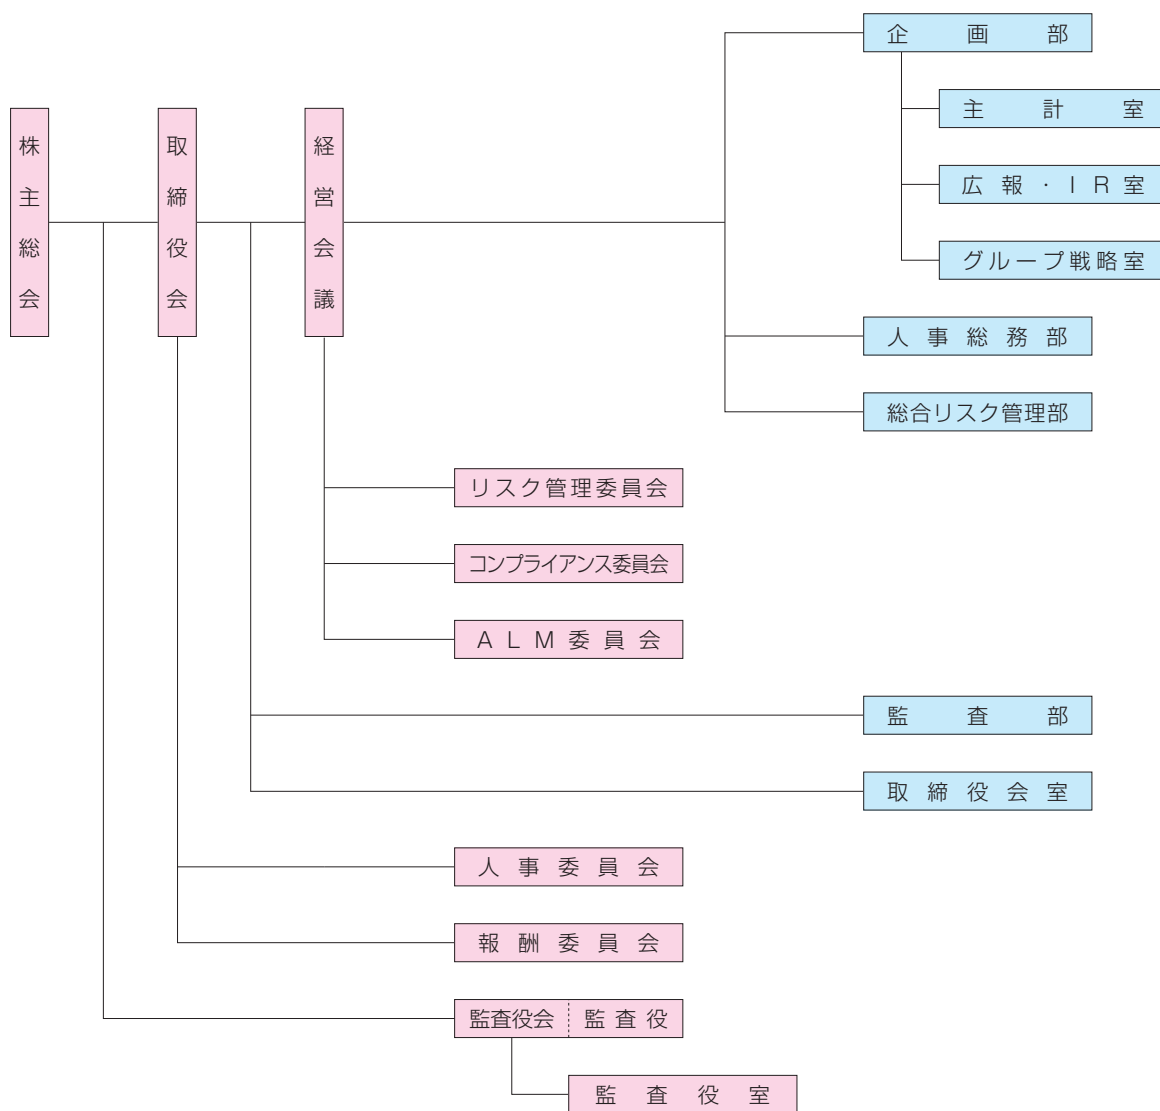 株主総会
取締役会
経営会議
企画部
主計室
広報・IR室
グループ戦略室
人事総務部
総合リスク管理部
リスク管理委員会
コンプライアンス委員会
ALM委員会
監査部
取締役会室
人事委員会
報酬委員会
監査役会 監査役
監査役室